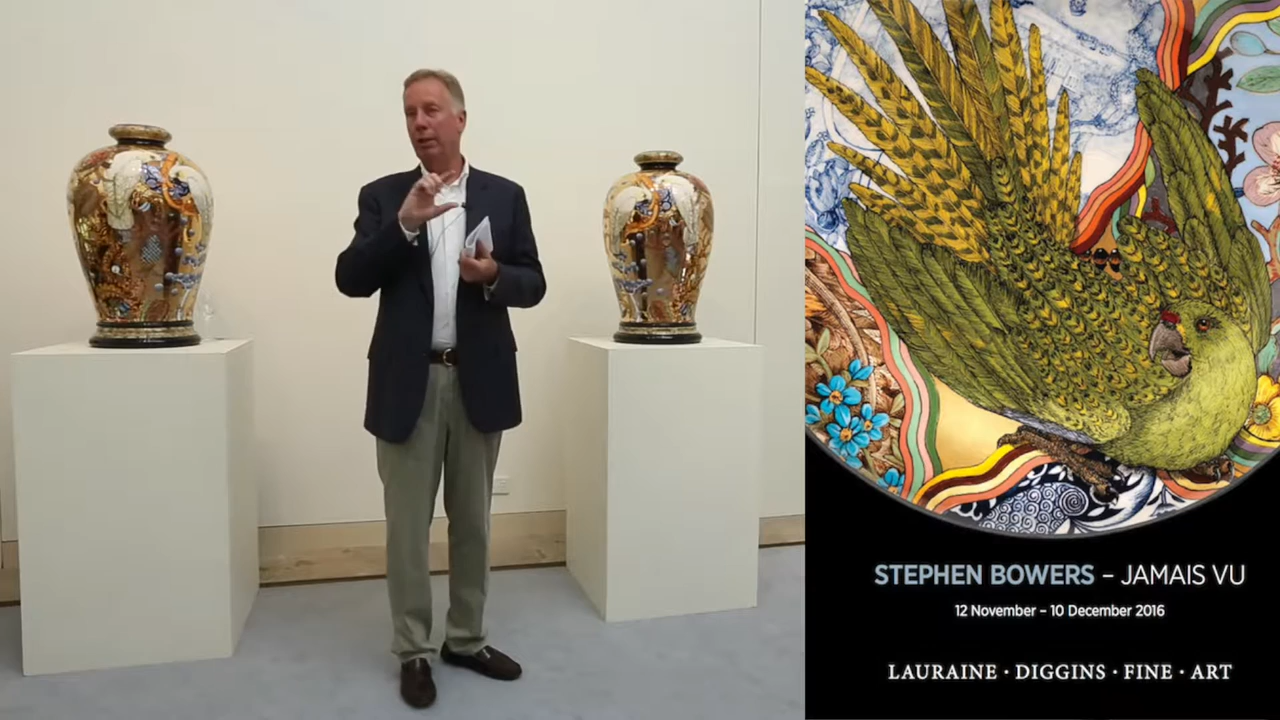 STEPHEN BOWERS – JAMAIS VU
12 November – 10 December 2016
LAURAINE · DIGGINS · FINE · ART